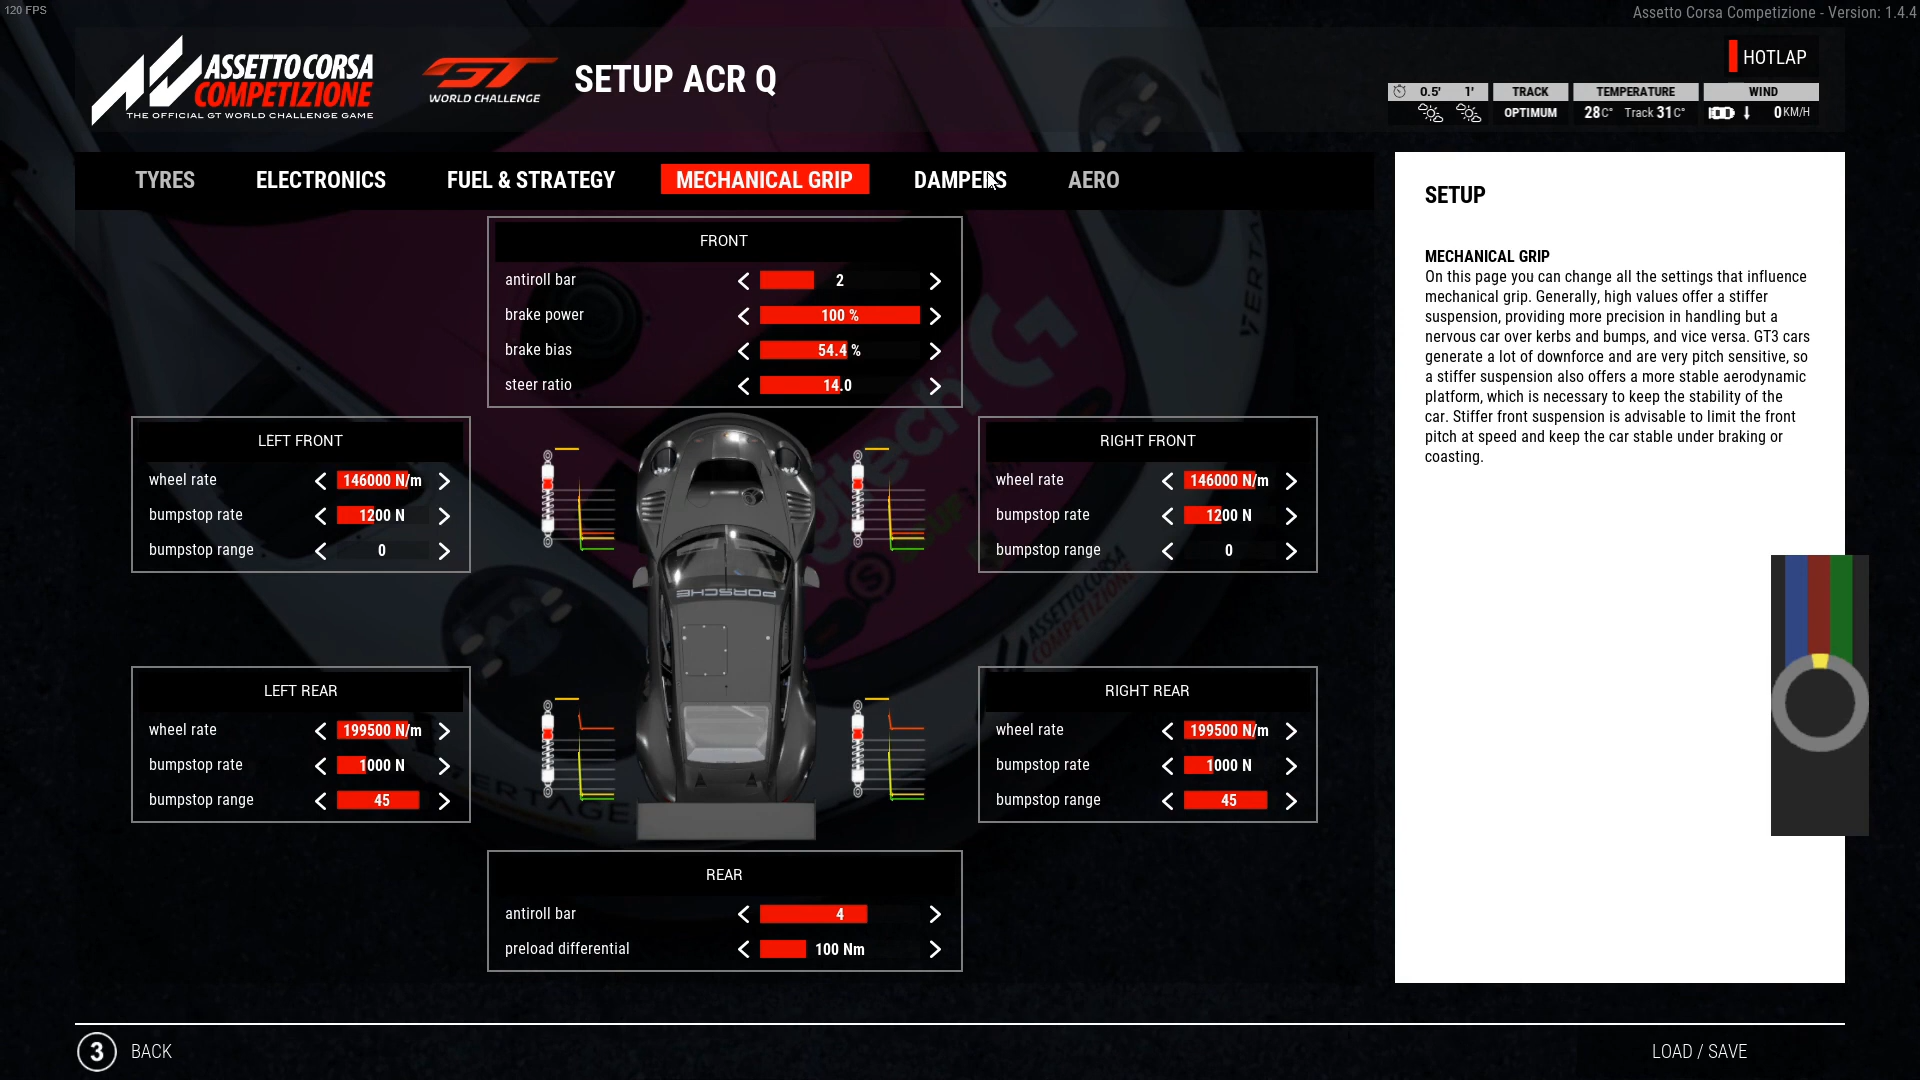 120 FPS
Assetto Corsa Competizione - Version: 1.4.4
ASSETTO CORSA
COMPETIZIONE
THE OFFICIAL GT WORLD CHALLENGE GAME
GT
WORLD CHALLENGE
SETUP ACR Q
HOTLAP
0.5' 1' TRACK TEMPERATURE WIND
OPTIMUM 28C° Track 31C° 0KM/H
TYRES ELECTRONICS FUEL & STRATEGY MECHANICAL GRIP DAMPERS AERO
FRONT
antiroll bar 2
brake power 100 %
brake bias 54.4 %
steer ratio 14.0
LEFT FRONT
wheel rate 146000 N/m
bumpstop rate 1200 N
bumpstop range 0
RIGHT FRONT
wheel rate 146000 N/m
bumpstop rate 1200 N
bumpstop range 0
PORSCHE
LEFT REAR
wheel rate 199500 N/m
bumpstop rate 1000 N
bumpstop range 45
RIGHT REAR
wheel rate 199500 N/m
bumpstop rate 1000 N
bumpstop range 45
REAR
antiroll bar 4
preload differential 100 Nm
SETUP
MECHANICAL GRIP
On this page you can change all the settings that influence
mechanical grip. Generally, high values offer a stiffer
suspension, providing more precision in handling but a
nervous car over kerbs and bumps, and vice versa. GT3 cars
generate a lot of downforce and are very pitch sensitive, so
a stiffer suspension also offers a more stable aerodynamic
platform, which is necessary to keep the stability of the
car. Stiffer front suspension is advisable to limit the front
pitch at speed and keep the car stable under braking or
coasting.
ASSETTO CORSA
COMPETIZIONE
3 BACK
LOAD / SAVE